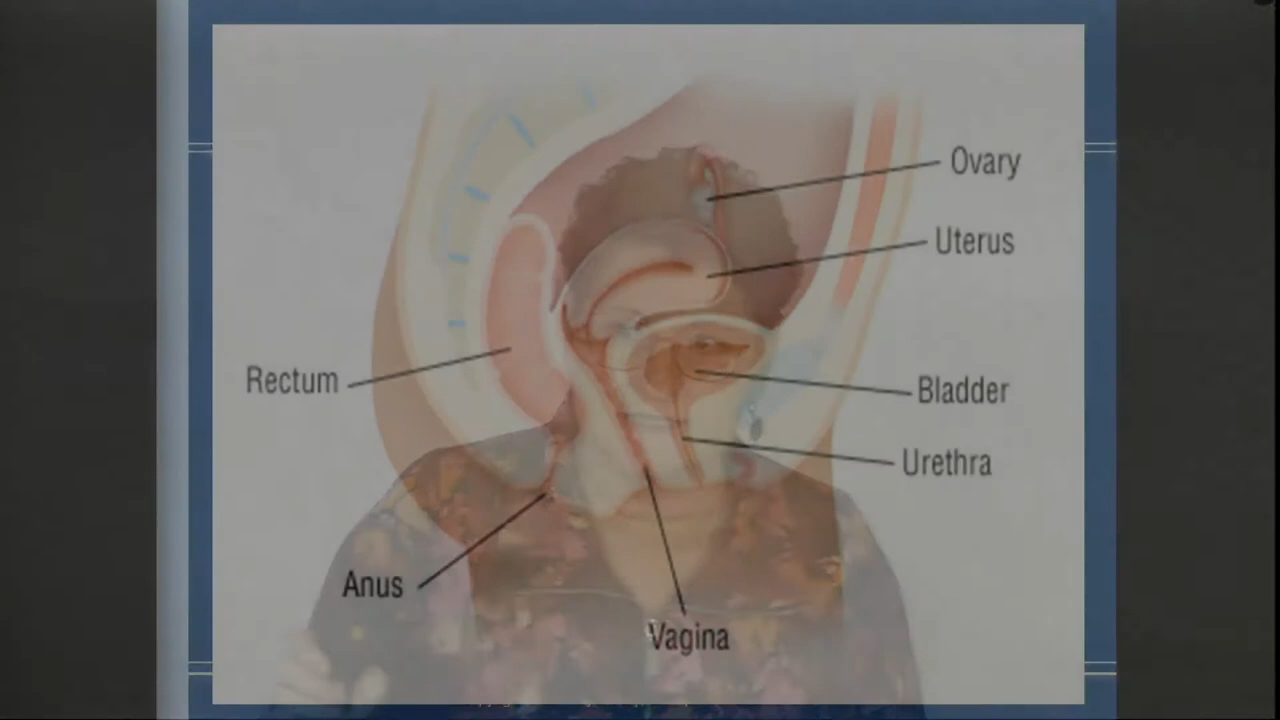 Ovary
Uterus
Rectum
Bladder
Urethra
Anus
Vagina